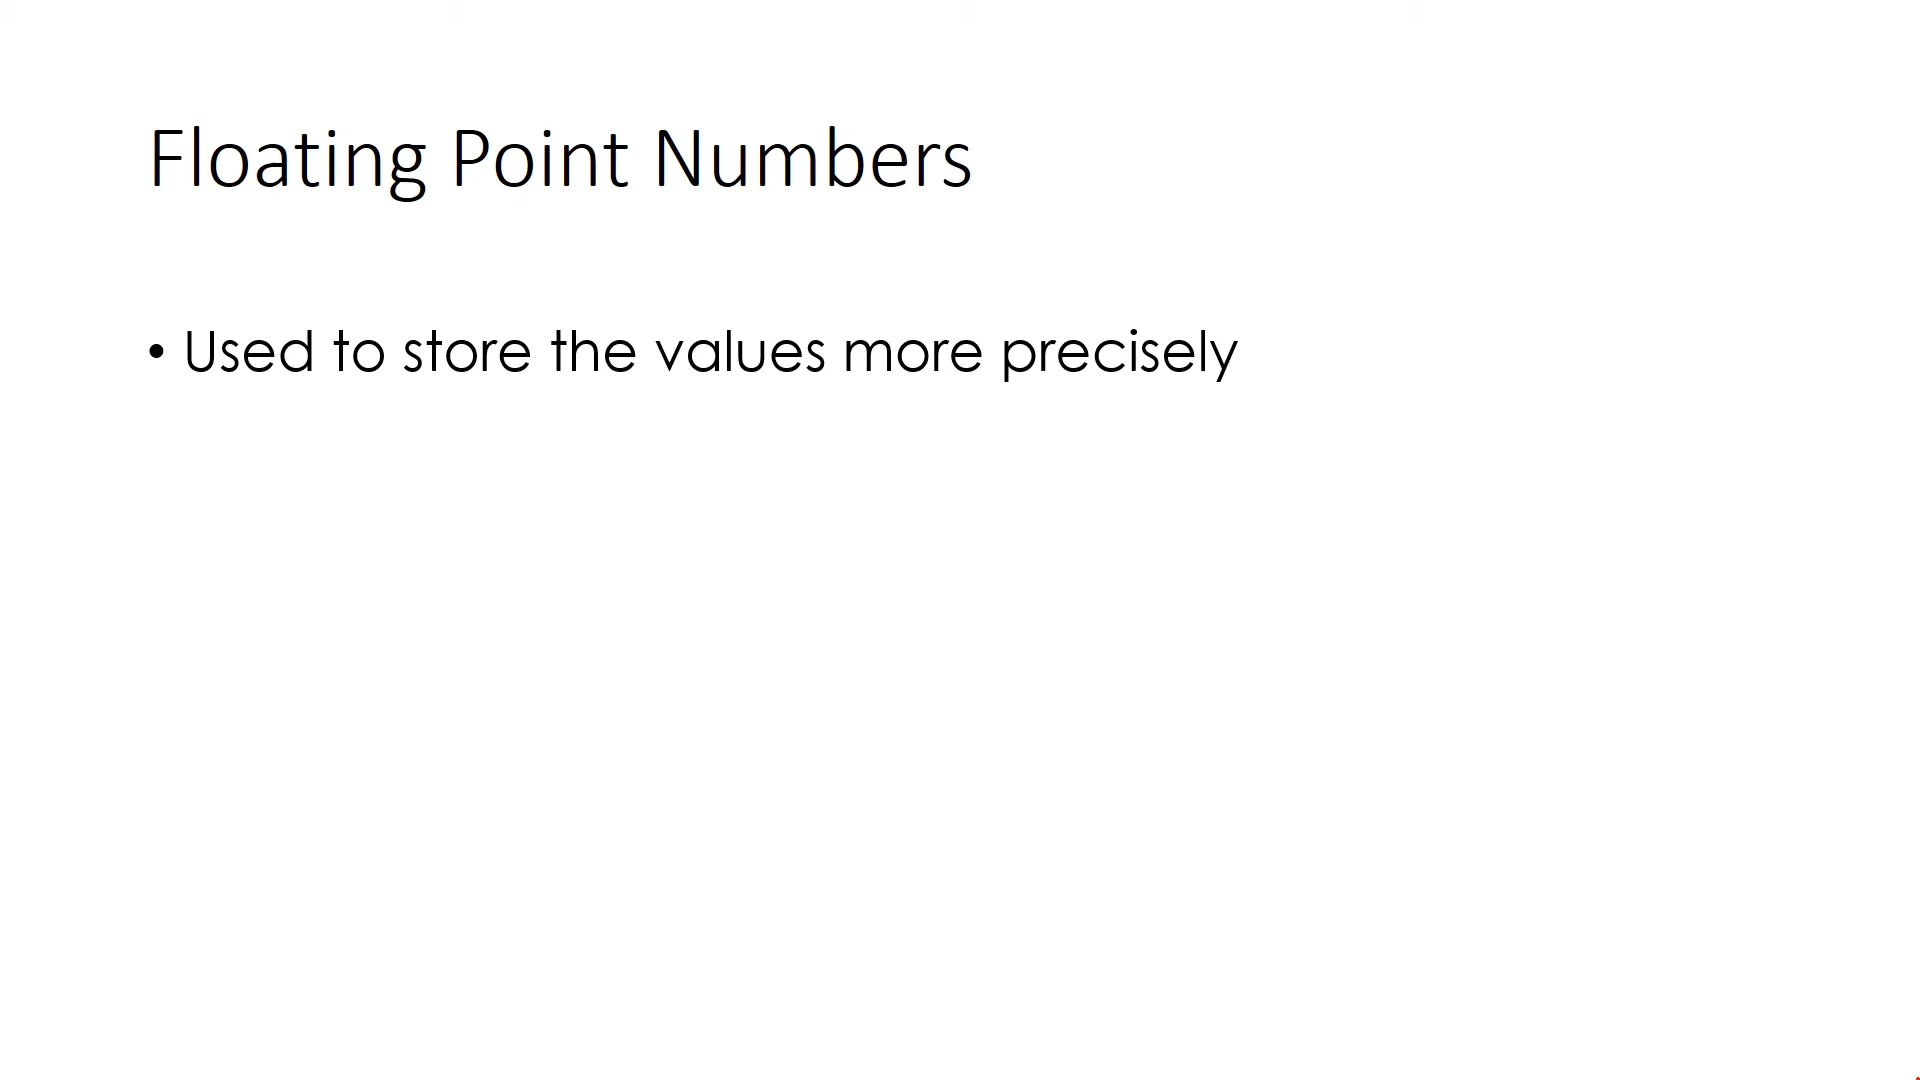 Floating Point Numbers
• Used to store the values more precisely